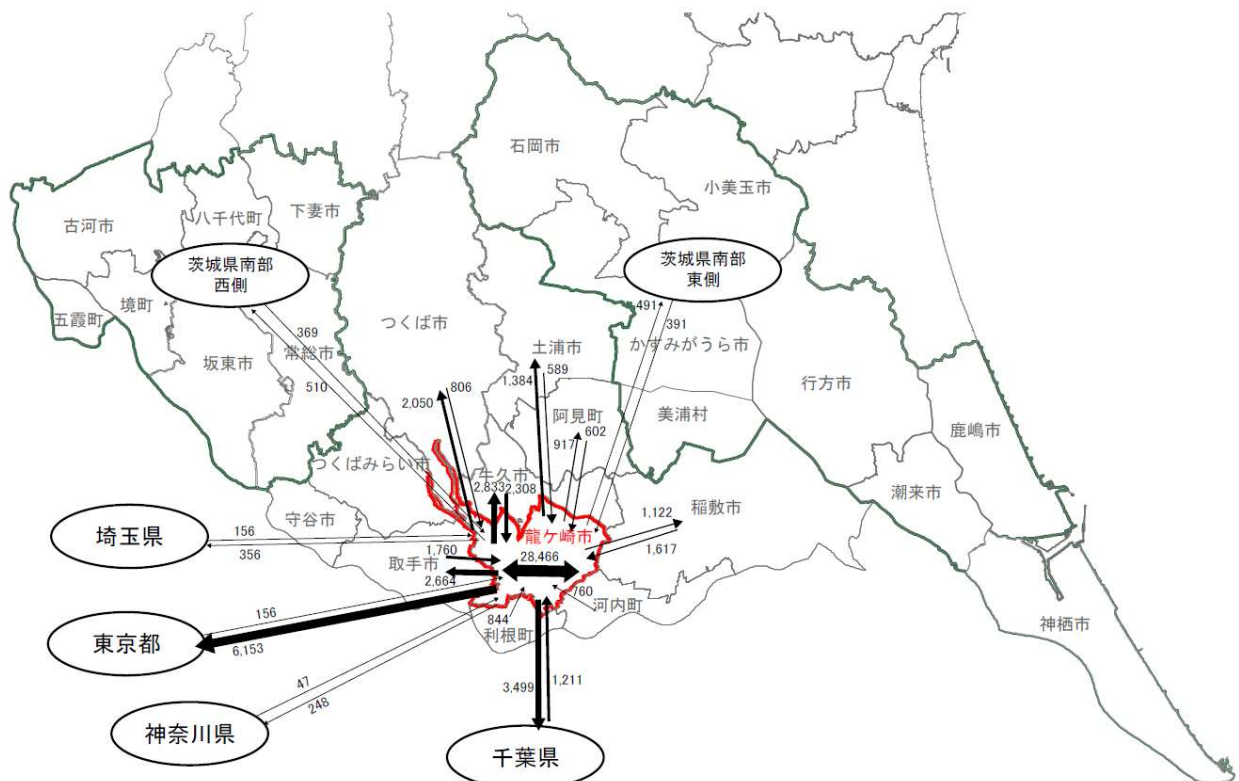 石岡市
小美玉市
古河市
八千代町
下妻市
茨城県南部
西側
茨城県南部
東側
境町
五霞町
つくば市
491
391
369
常総市
土浦市
かすみがうら市
坂東市
510
806
1,384
589
行方市
2,050
阿見町
美浦村
602
917
鹿嶋市
つくばみらい市
牛久市
2,833
2,308
潮来市
稲敷市
守谷市
1,122
埼玉県
156
356
龍ケ崎市
1,617
取手市
1,760
28,466
2,664
760
河内町
156
844
利根町
神栖市
東京都
6,153
47
3,499
1,211
248
神奈川県
千葉県